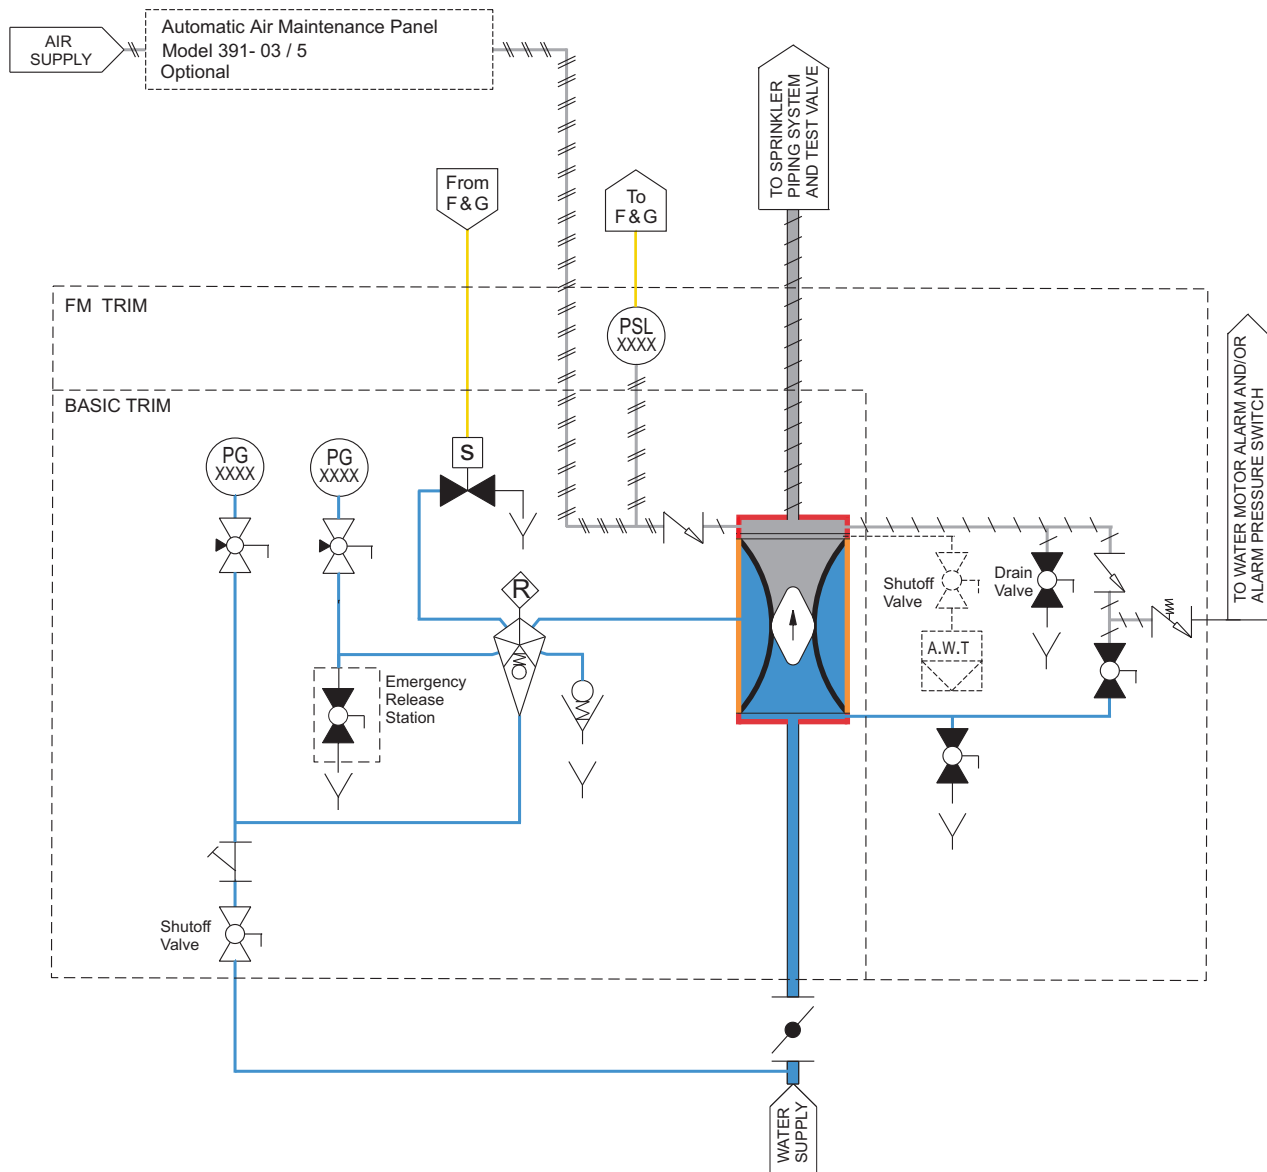 AIR
SUPPLY
Automatic Air Maintenance Panel
Model 391- 03 / 5
Optional
TO SPRINKLER
PIPING SYSTEM
AND TEST VALVE
From
F & G
To
F & G
FM TRIM
PSL
XXXX
BASIC TRIM
TO WATER MOTOR ALARM AND/OR
ALARM PRESSURE SWITCH
PG
XXXX
PG
XXXX
S
R
Shutoff
Valve
Drain
Valve
A.W.T
Emergency
Release
Station
Shutoff
Valve
WATER
SUPPLY